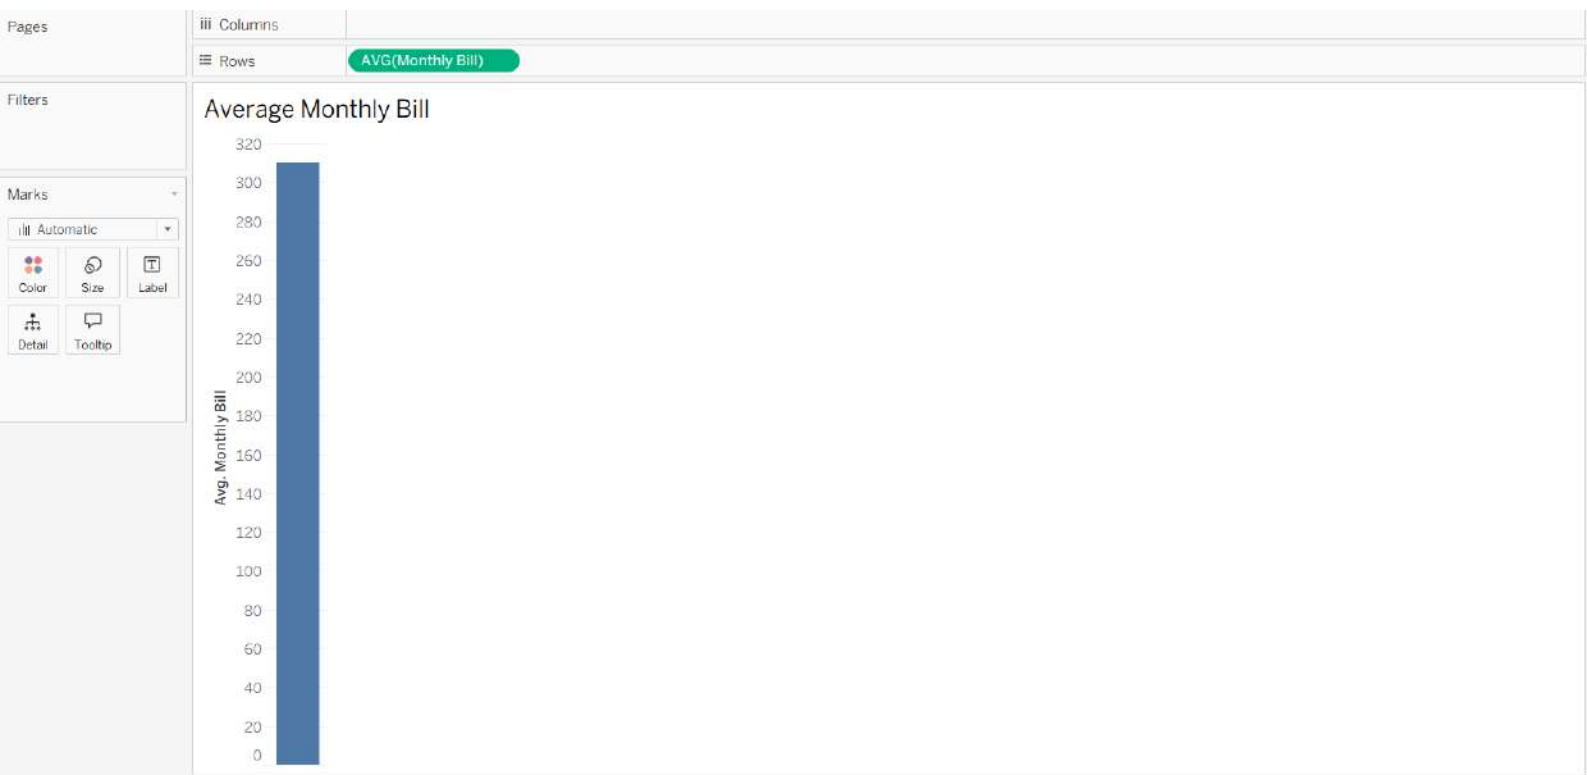 Pages
Columns
Rows
AVG(Monthly Bill)
Filters
Marks
Automatic
Color
Size
Label
Detail
Tooltip
Average Monthly Bill
Avg. Monthly Bill
320
300
280
260
240
220
200
180
160
140
120
100
80
60
40
20
0